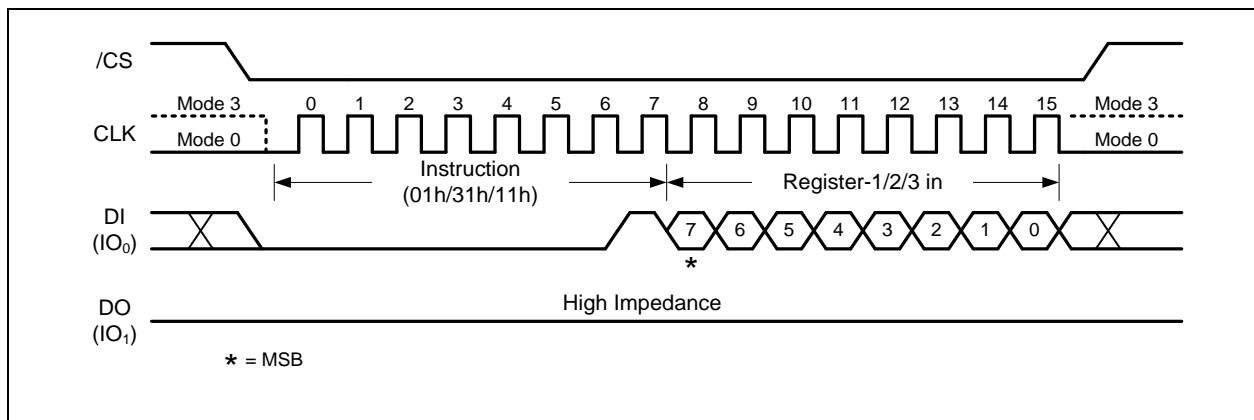 /CS
Mode 3 0 1 2 3 4 5 6 7 8 9 10 11 12 13 14 15 Mode 3
CLK
Mode 0 Mode 0
Instruction
(01h/31h/11h)
Register-1/2/3 in
DI
(IO₀)
7 6 5 4 3 2 1 0
*
High Impedance
DO
(IO₁)
* = MSB